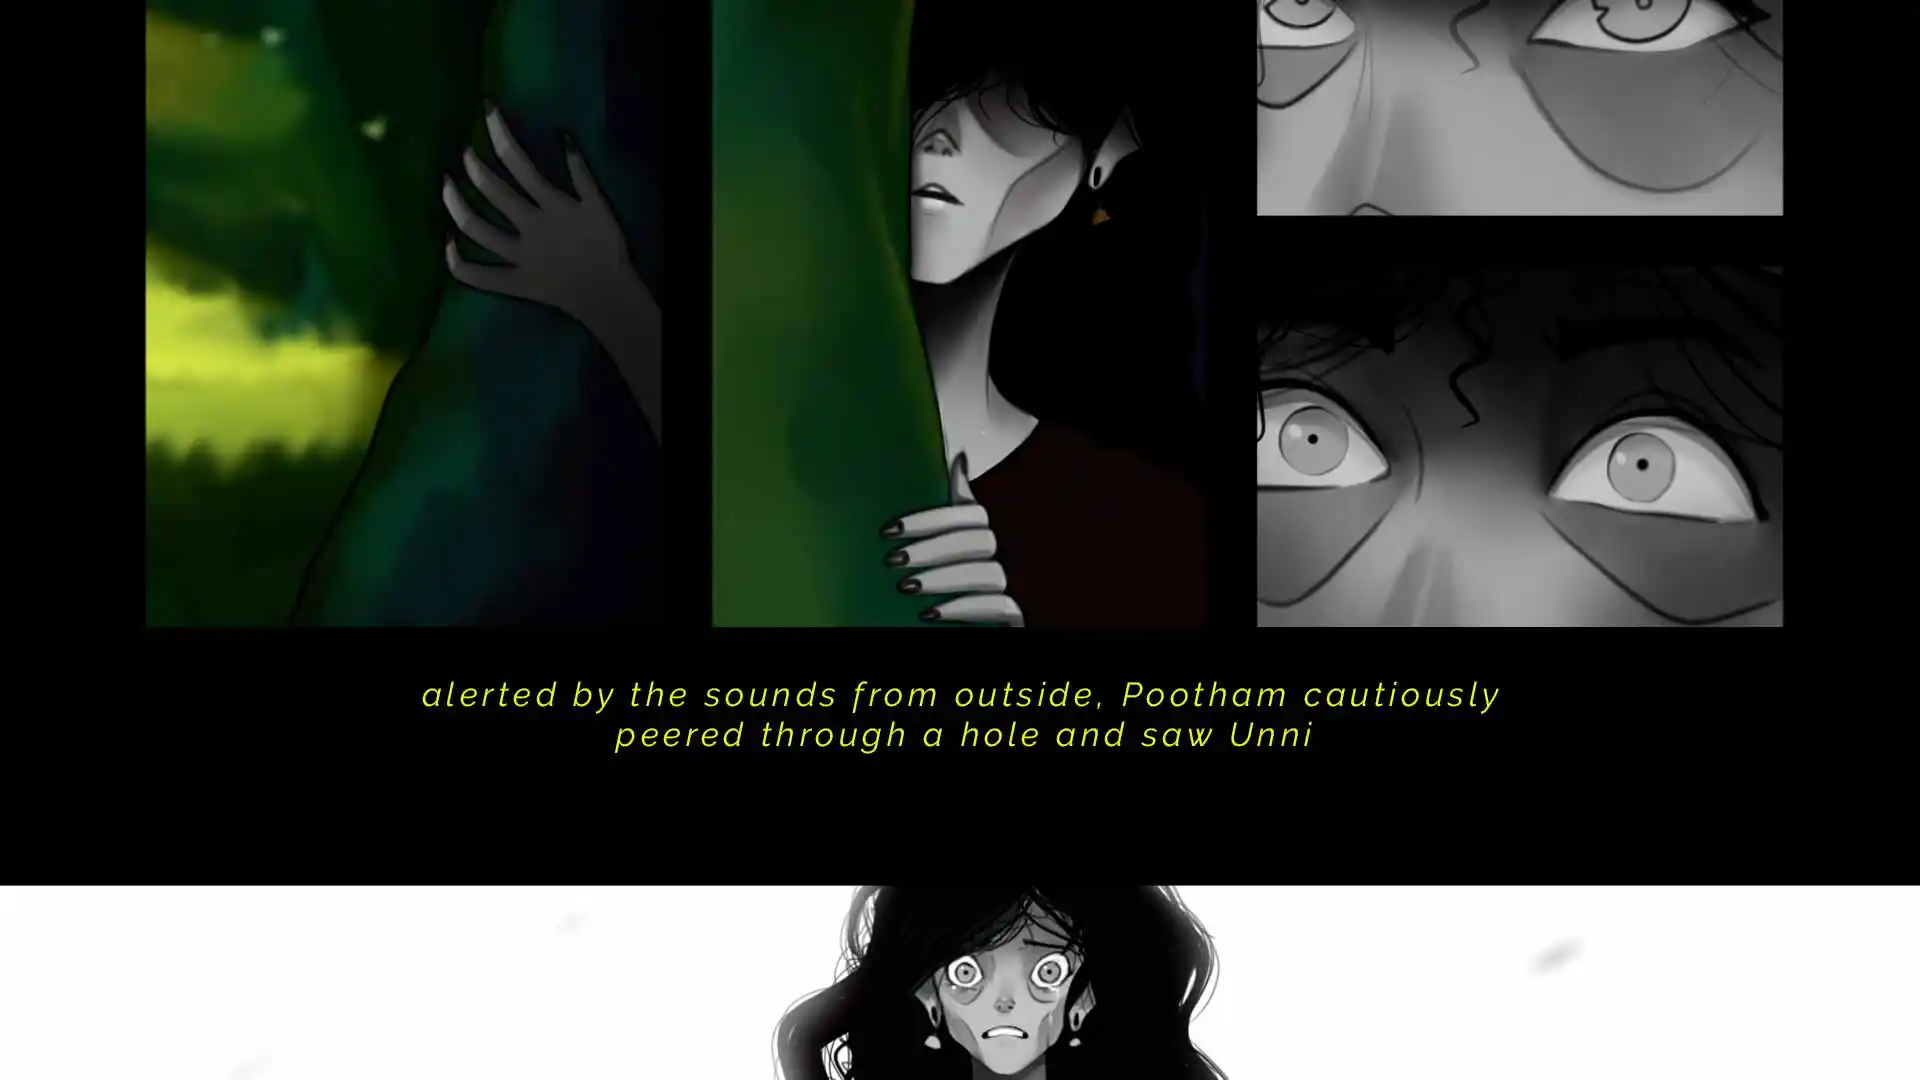 alerted by the sounds from outside, Pootham cautiously
peered through a hole and saw Unni